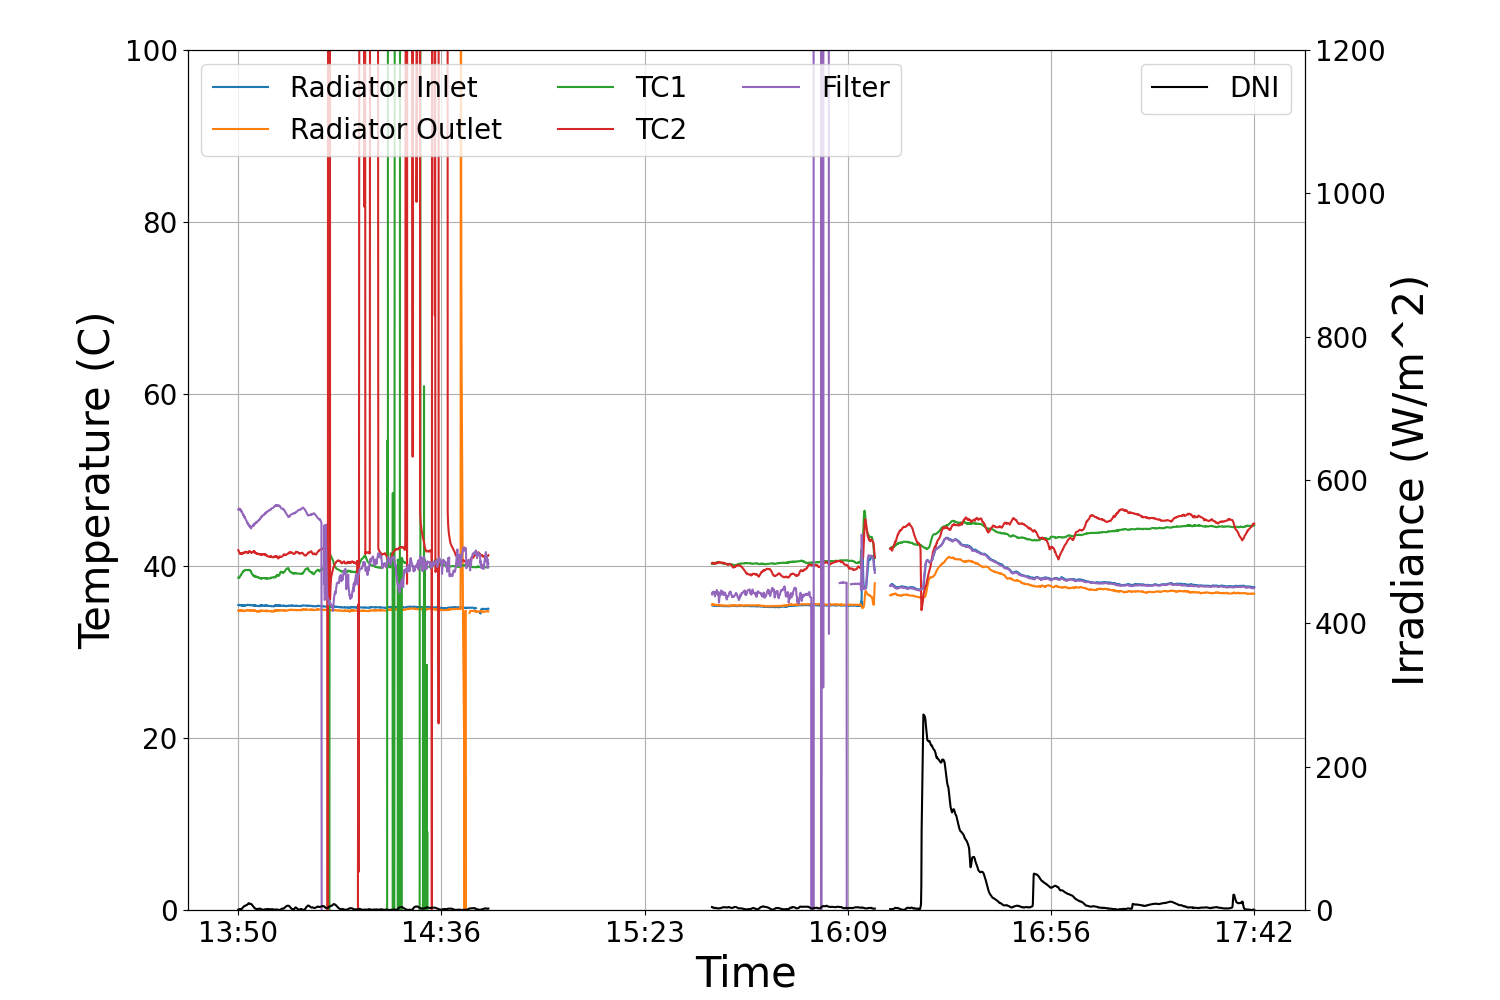 100
80
60
40
20
0
Temperature (C)
Radiator Inlet
Radiator Outlet
TC1
TC2
Filter
DNI
1200
1000
800
600
400
200
0
Irradiance (W/m^2)
13:50 14:36 15:23 16:09 16:56 17:42
Time